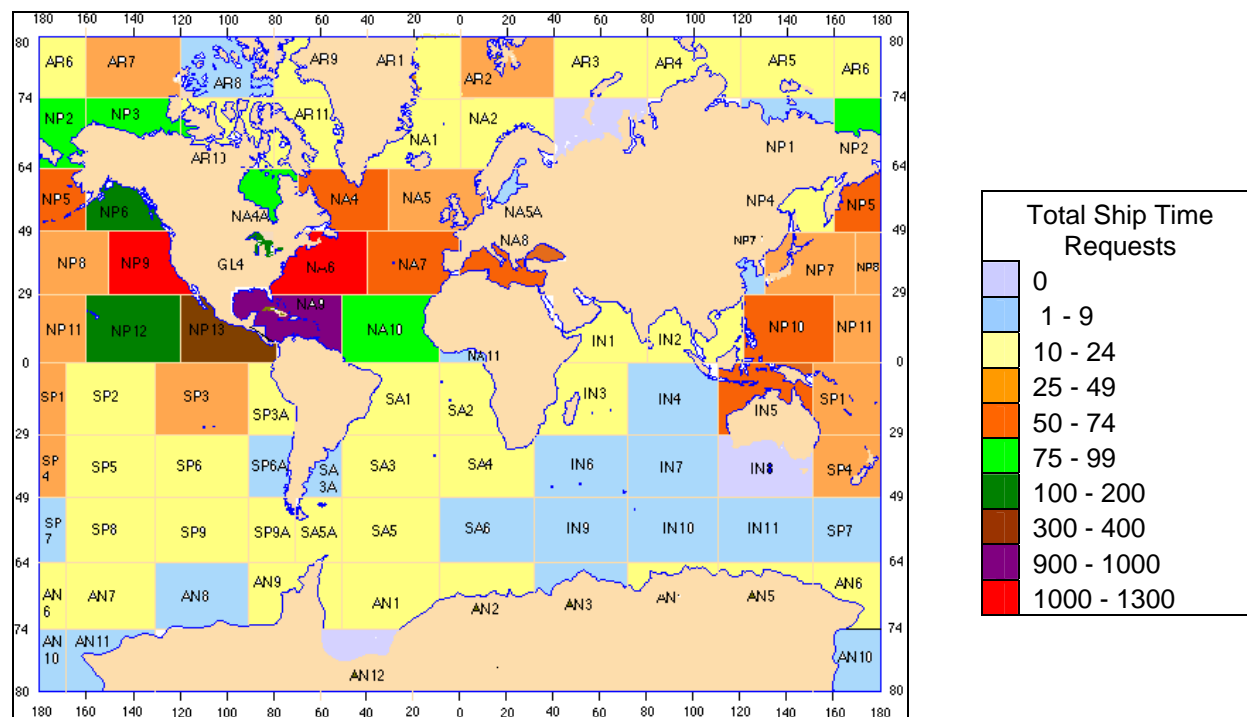 180 140 120 100 80 60 40 20 0 20 40 60 80 100 120 140 180
80 AR6 AR7 AR8 AR9 AR1 AR2 AR3 AR4 AR5 AR6 80
74 74
NP2 NP3 AR11 NA2
AR10 NA1 NP1 NP2
64 64
NP5 NP6 NA4A NA4 NA5 NA5A NP4 NP5
49 49
NP8 NP9 GL4 NA6 NA7 NA8 NP7 NP7 NP8
29 29
NP11 NP12 NP13 NA9 NA10 NA11 IN1 IN2 NP10 NP11
0 0
SP1 SP2 SP3 SP3A SA1 SA2 IN3 IN4 IN5 SP1
29 29
SP 4 SP5 SP6 SP6A SA 3A SA3 SA4 IN6 IN7 IN8 SP4
49 49
SP 7 SP8 SP9 SP9A SA5A SA5 SA6 IN9 IN10 IN11 SP7
64 64
AN 6 AN7 AN8 AN9 AN1 AN2 AN3 AN5 AN6
74 74
AN 10 AN11 AN12 AN10
80 80
180 140 120 100 80 60 40 20 0 20 40 60 80 100 120 140 180
Total Ship Time
Requests
0
1 - 9
10 - 24
25 - 49
50 - 74
75 - 99
100 - 200
300 - 400
900 - 1000
1000 - 1300